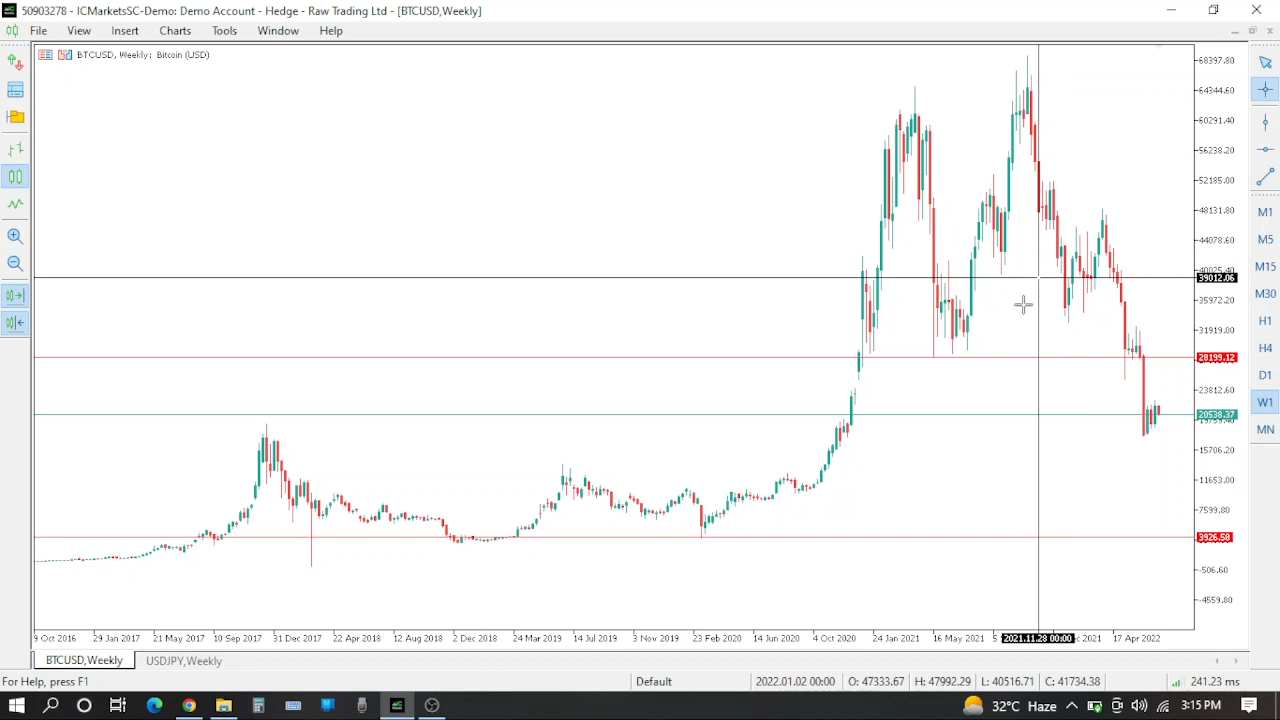 50903278 - ICMarketsSC-Demo: Demo Account - Hedge - Raw Trading Ltd - [BTCUSD,Weekly]
File View Insert Charts Tools Window Help
BTCUSD, Weekly: Bitcoin (USD)
68397.80
64344.60
60291.40
56238.20
52185.00
48131.80
44078.60
40025.40
39012.06
35972.20
31919.00
28199.12
23812.60
20538.37
15706.20
11653.00
7599.80
3926.58
-506.60
-4559.80
M1
M5
M15
M30
H1
H4
D1
W1
MN
9 Oct 2016 29 Jan 2017 21 May 2017 10 Sep 2017 31 Dec 2017 22 Apr 2018 12 Aug 2018 2 Dec 2018 24 Mar 2019 14 Jul 2019 3 Nov 2019 23 Feb 2020 14 Jun 2020 4 Oct 2020 24 Jan 2021 16 May 2021 5 2021.11.28 00:00 2021 17 Apr 2022
BTCUSD,Weekly USDJPY,Weekly
For Help, press F1 Default 2022.01.02 00:00 O: 47333.67 H: 47992.29 L: 40516.71 C: 41734.38 241.23 ms
32°C Haze 3:15 PM